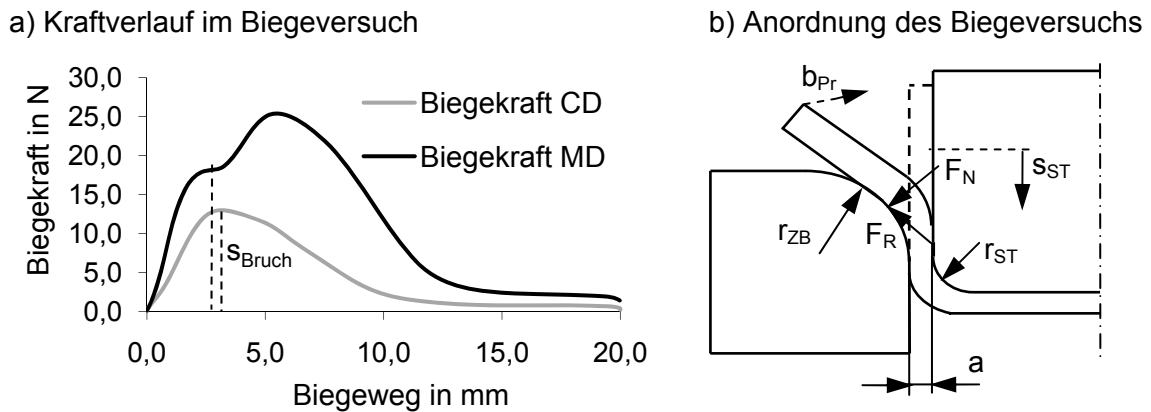 a) Kraftverlauf im Biegeversuch
b) Anordnung des Biegeversuchs
30,0
25,0
20,0
15,0
10,0
5,0
0,0
Biegekraft in N
Biegekraft CD
Biegekraft MD
sBruch
0,0 5,0 10,0 15,0 20,0
Biegeweg in mm
bPr
FN
sST
rZB
FR
rST
a